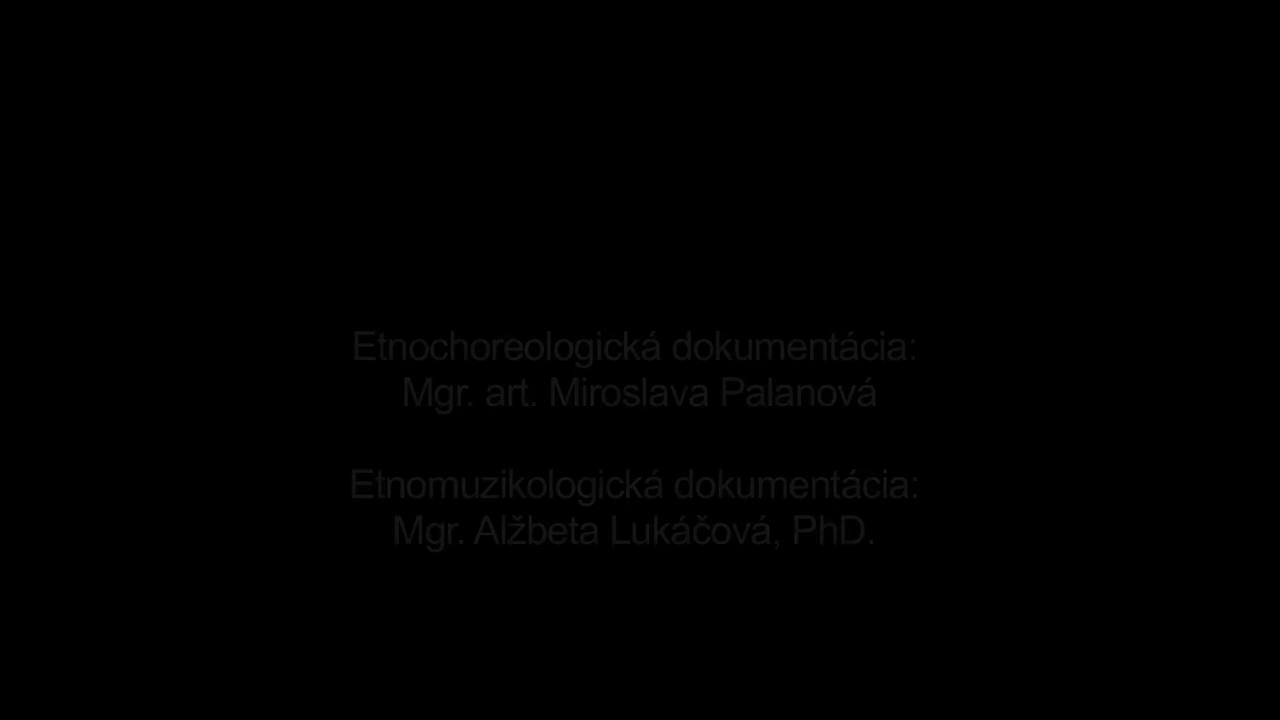 Etnochoreologická dokumentácia:
Mgr. art. Miroslava Palanová
Etnomuzikologická dokumentácia:
Mgr. Alžbeta Lukáčová, PhD.